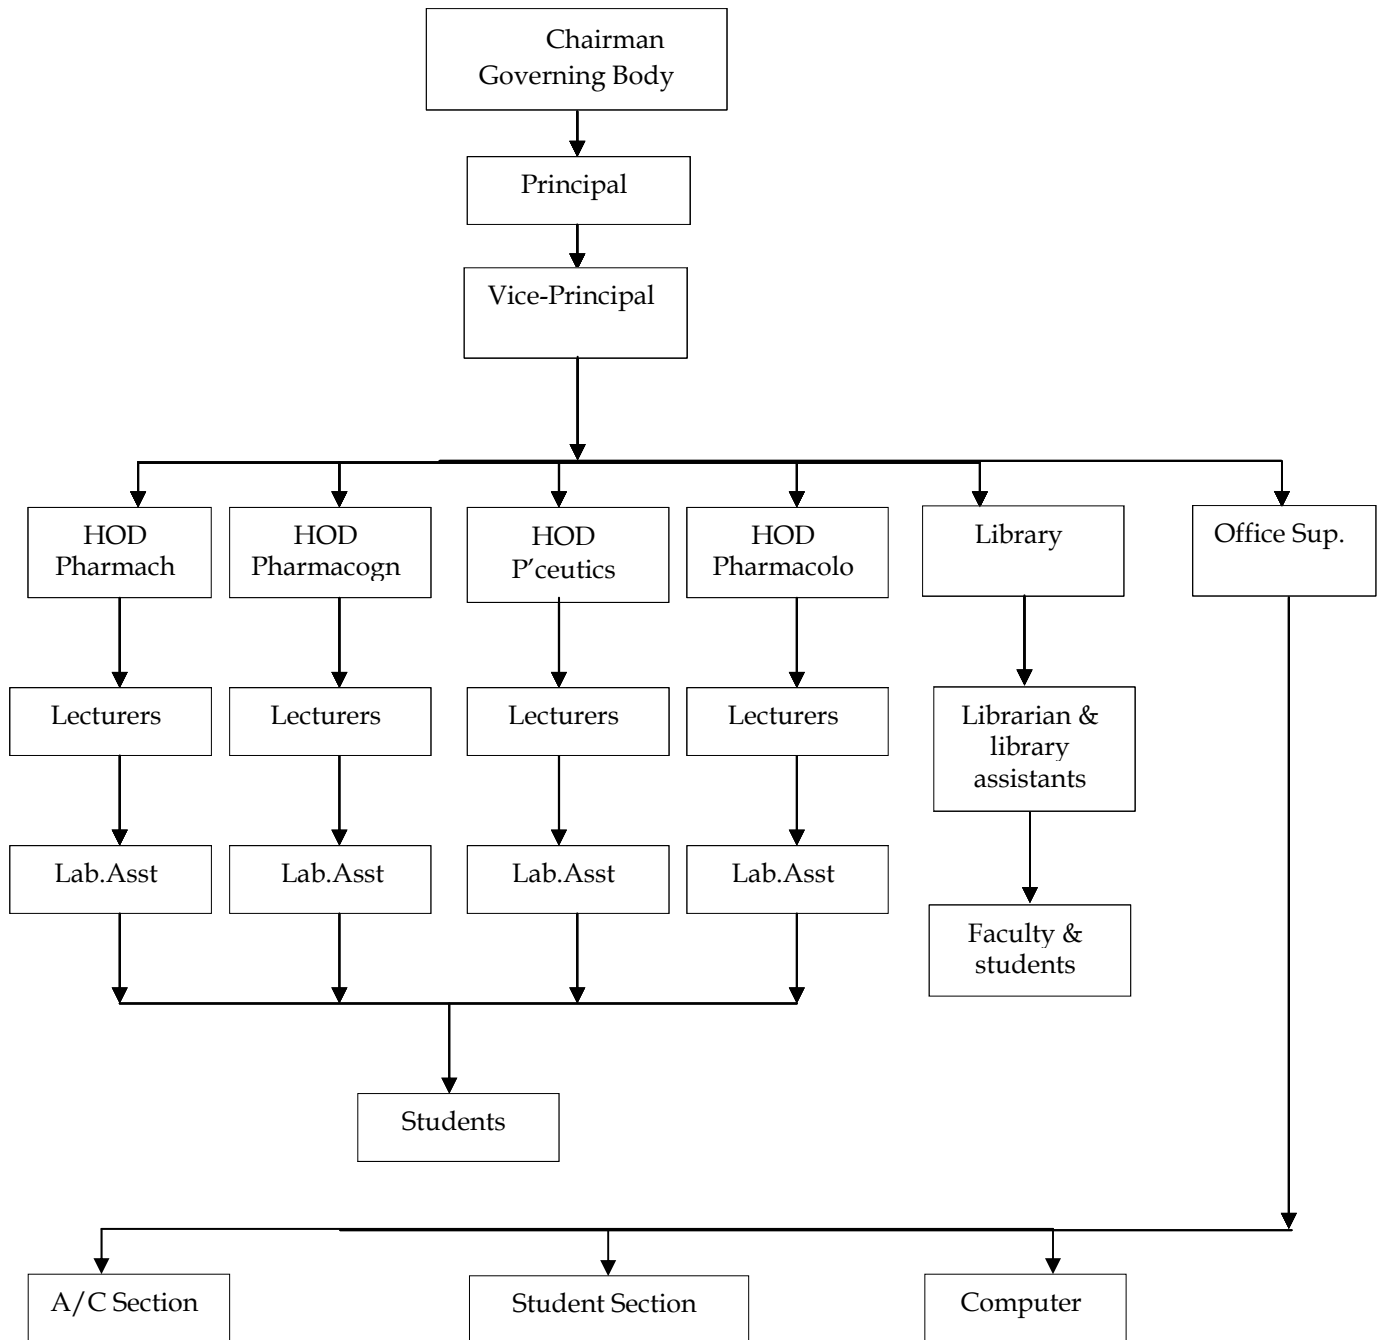 Chairman
Governing Body
Principal
Vice-Principal
HOD
Pharmach
HOD
Pharmacogn
HOD
P'ceutics
HOD
Pharmacolo
Library
Office Sup.
Lecturers
Lecturers
Lecturers
Lecturers
Librarian &
library
assistants
Lab.Asst
Lab.Asst
Lab.Asst
Lab.Asst
Faculty &
students
Students
A/C Section
Student Section
Computer